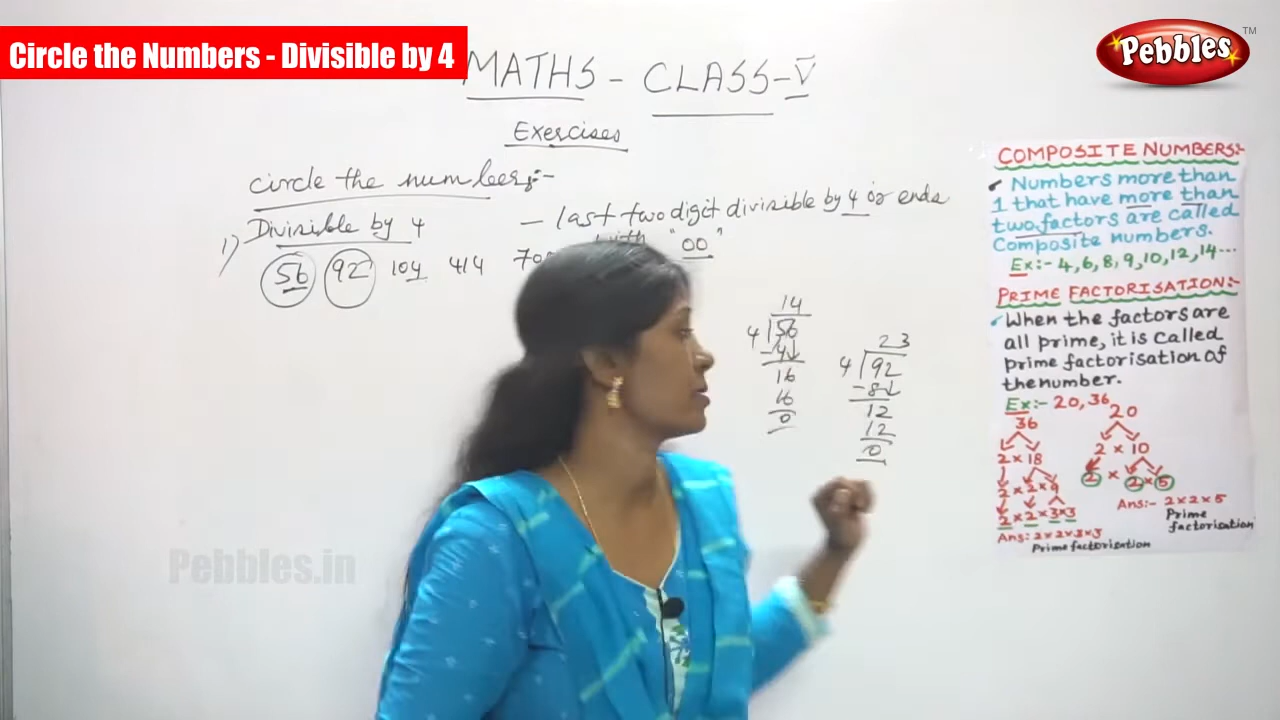 Circle the Numbers - Divisible by 4
Pebbles TM
MATHS - CLASS - V
Exercises
Circle the numbers:-
1) Divisible by 4 - last two digit divisible by 4 or ends
with "00"
56 92 104 414
14
4 56
-4↓
16
16
0
23
4 92
-8↓
12
12
0
COMPOSITE NUMBERS:-
Numbers more than
1 that have more than
two factors are called
Composite numbers.
Ex:- 4, 6, 8, 9, 10, 12, 14...
PRIME FACTORISATION:-
When the factors are
all prime, it is called
prime factorisation of
the number.
Ex:- 20, 36
36
2 × 18
2 × 2 × 9
2 × 2 × 3 × 3
Ans: 2 × 2 × 3 × 3
Prime factorisation
20
2 × 10
2 × 2 × 5
Ans:- 2 × 2 × 5
Prime
factorisation
Pebbles.in